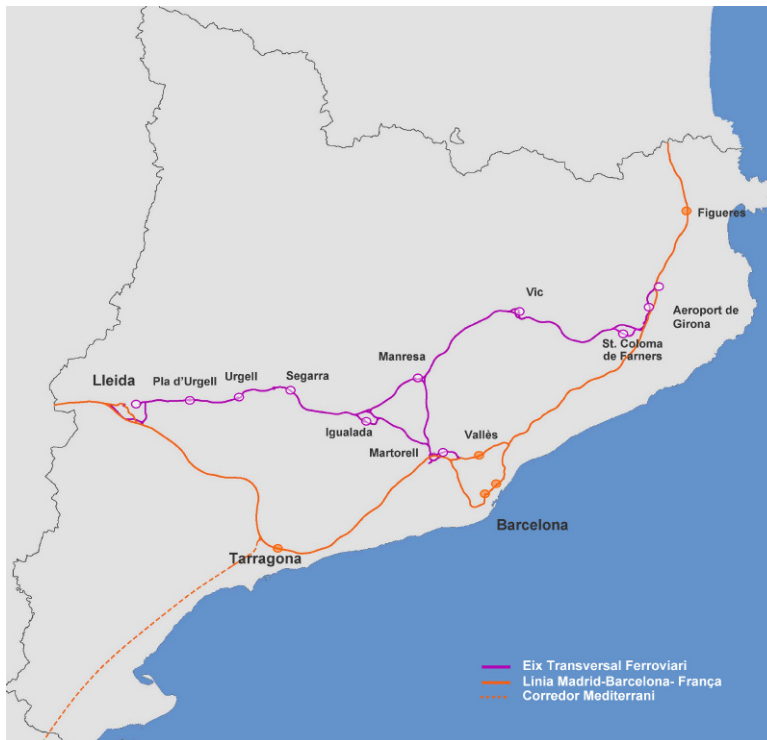 Figueres
Vic
Aeroport de
Girona
St. Coloma
de Farners
Manresa
Lleida
Pla d'Urgell
Urgell
Segarra
Igualada
Vallès
Martorell
Barcelona
Tarragona
Eix Transversal Ferroviari
Línia Madrid-Barcelona- França
Corredor Mediterrani